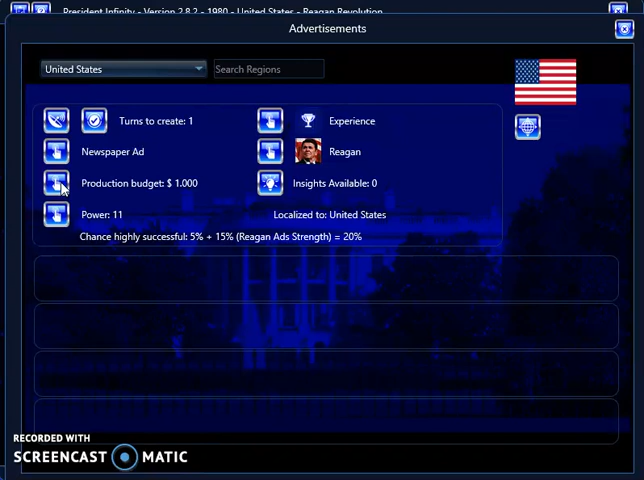 President Infinity - Version 2.8.2 - 1980 - United States - Reagan Revolution
Advertisements
United States
Search Regions
Turns to create: 1
Experience
Newspaper Ad
Reagan
Production budget: $ 1.000
Insights Available: 0
Power: 11
Localized to: United States
Chance highly successful: 5% + 15% (Reagan Ads Strength) = 20%
RECORDED WITH
SCREENCAST MATIC